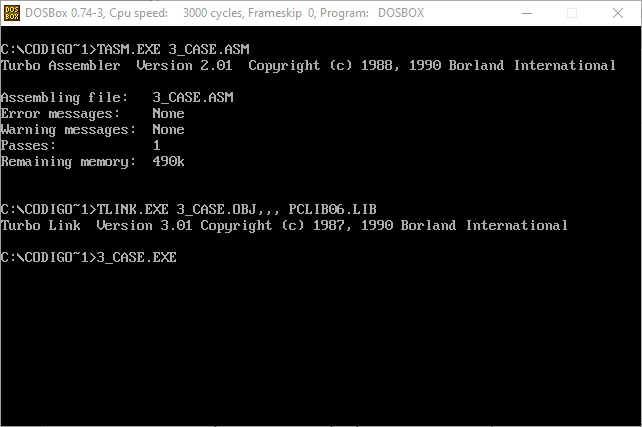 DOS
BOX
DOSBox 0.74-3, Cpu speed: 3000 cycles, Frameskip 0, Program: DOSBOX
C:\CODIGO~1>TASM.EXE 3_CASE.ASM
Turbo Assembler  Version 2.01  Copyright (c) 1988, 1990 Borland International
Assembling file:   3_CASE.ASM
Error messages:    None
Warning messages:  None
Passes:            1
Remaining memory:  490k
C:\CODIGO~1>TLINK.EXE 3_CASE.OBJ,,, PCLIB06.LIB
Turbo Link  Version 3.01 Copyright (c) 1987, 1990 Borland International
C:\CODIGO~1>3_CASE.EXE